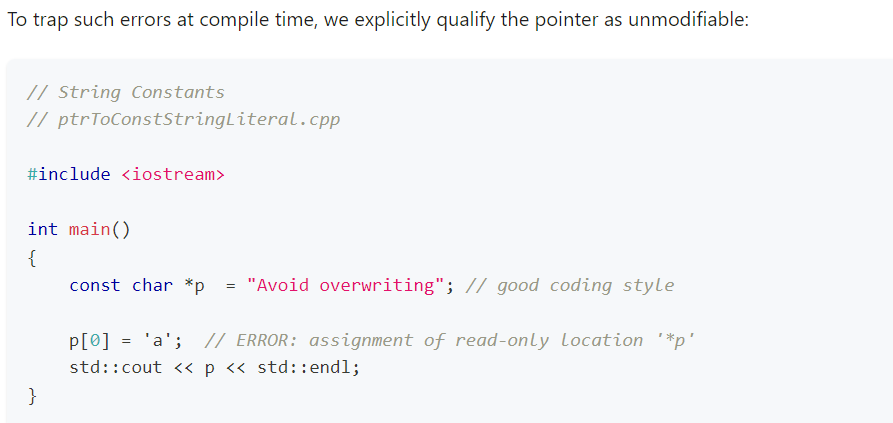 To trap such errors at compile time, we explicitly qualify the pointer as unmodifiable:
// String Constants
// ptrToConstStringLiteral.cpp
#include <iostream>
int main()
{
    const char *p  = "Avoid overwriting"; // good coding style
    p[0] = 'a';  // ERROR: assignment of read-only location '*p'
    std::cout << p << std::endl;
}